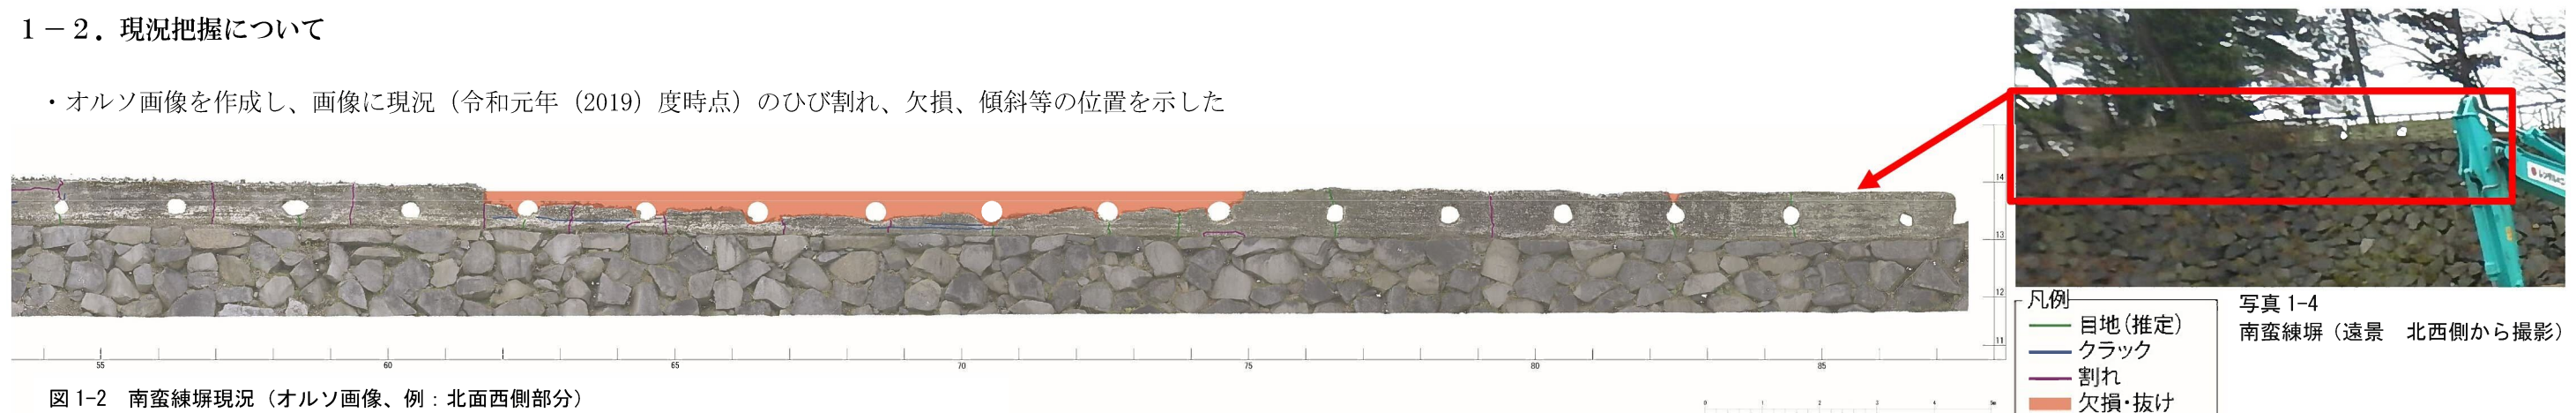 １－２．現況把握について
・オルソ画像を作成し、画像に現況（令和元年（2019）度時点）のひび割れ、欠損、傾斜等の位置を示した
14
13
12
11
55 60 65 70 75 80 85
図 1-2　南蛮練塀現況（オルソ画像、例：北面西側部分）
0 1 2 3 4 5m
凡例
目地(推定)
クラック
割れ
欠損・抜け
写真 1-4
南蛮練塀（遠景　北西側から撮影）